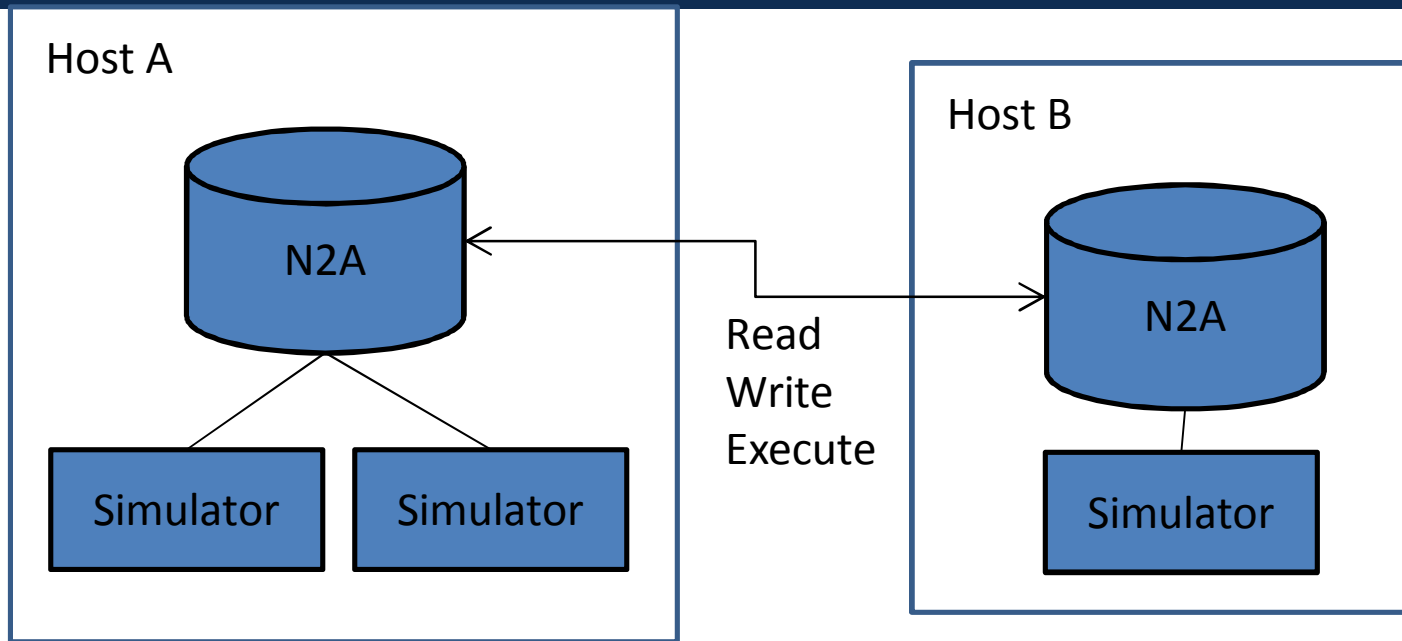 Host A
N2A
Simulator
Simulator
Read
Write
Execute
Host B
N2A
Simulator